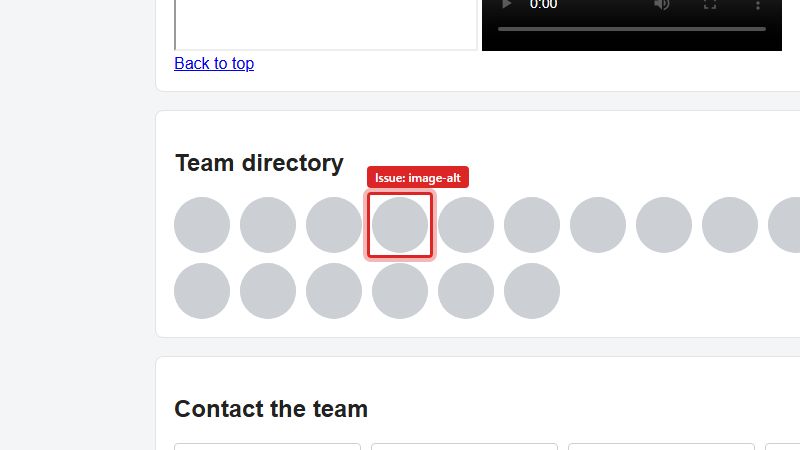 0:00
Back to top
Team directory
Issue: image-alt
Contact the team